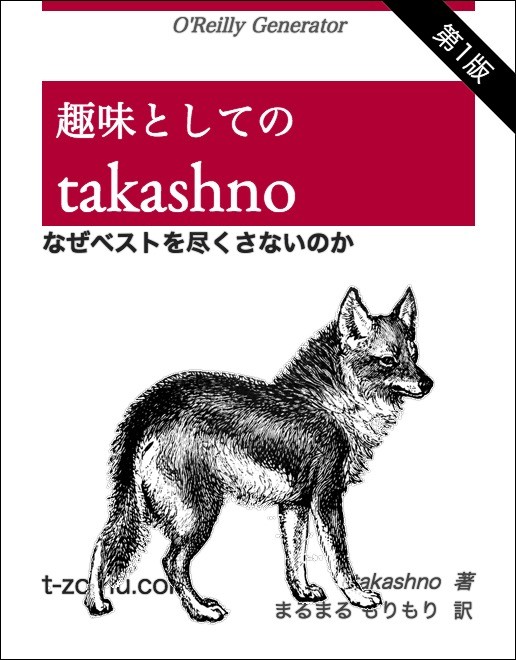 O'Reilly Generator
第1版
趣味としての
takashno
なぜベストを尽くさないのか
takashno 著
まるまる もりもり 訳